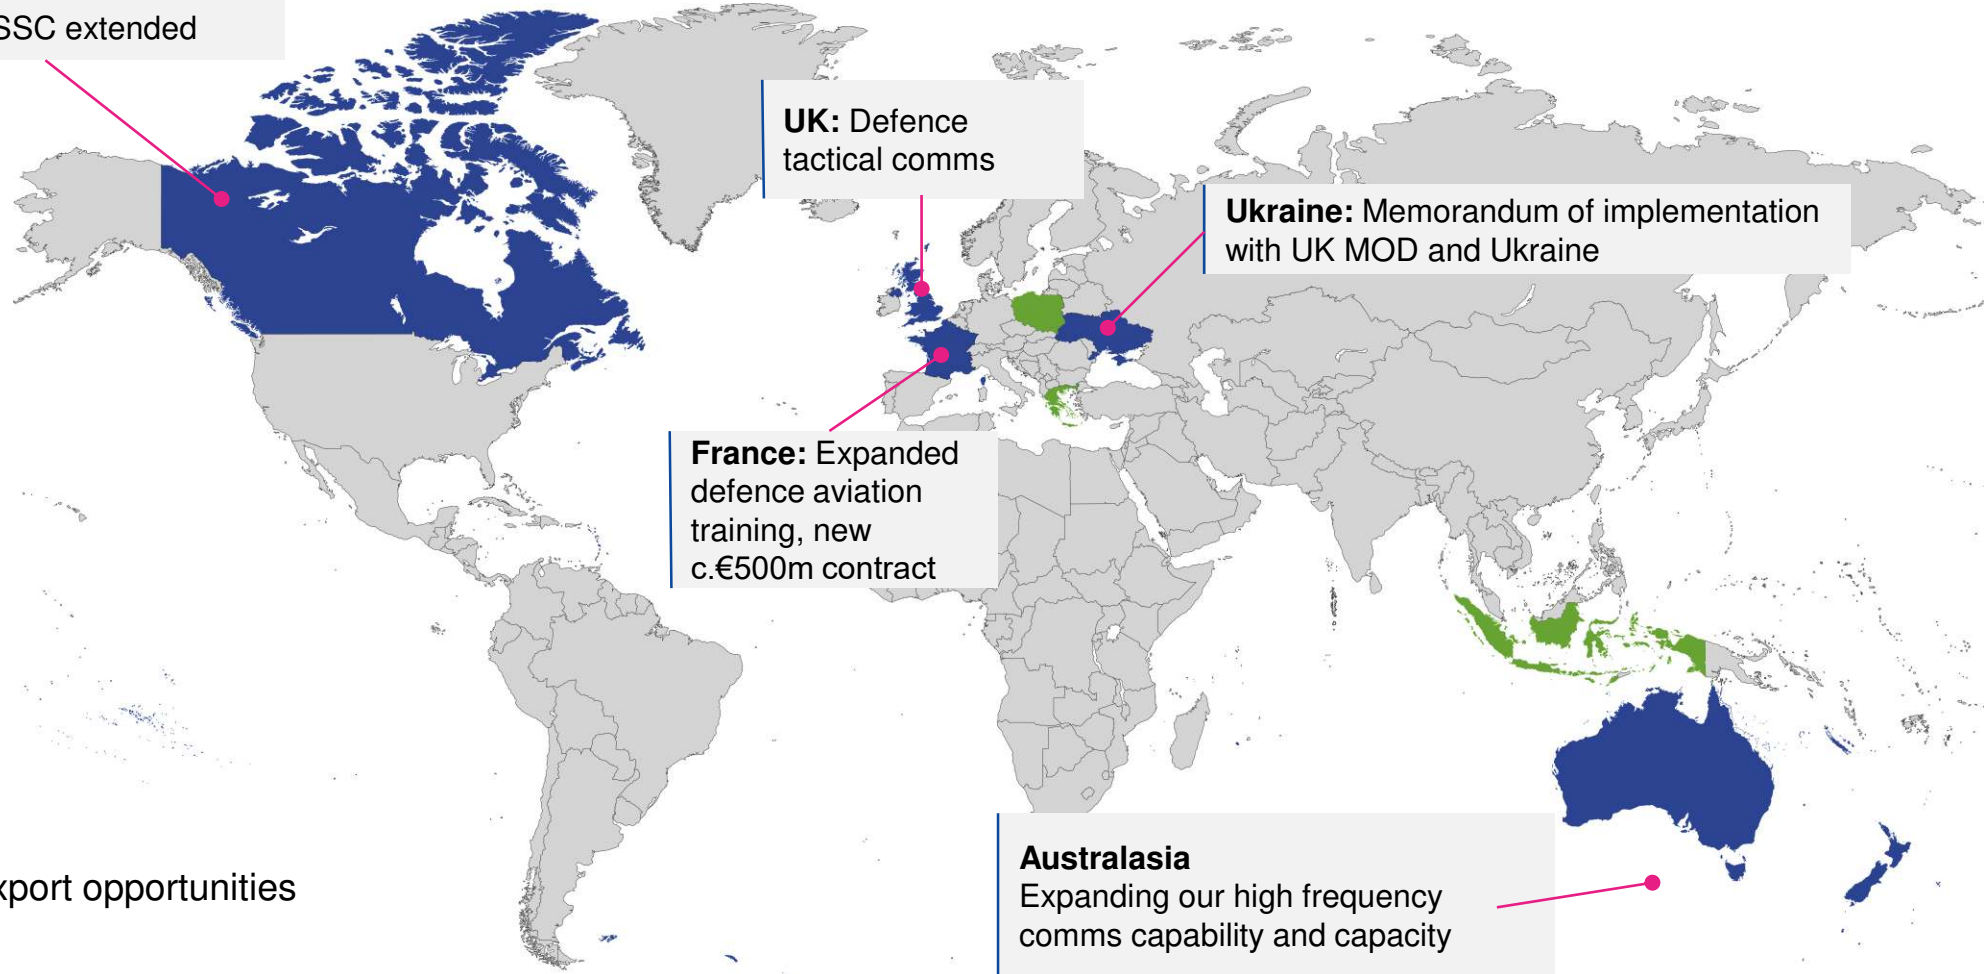 SSC extended
UK: Defence
tactical comms
Ukraine: Memorandum of implementation
with UK MOD and Ukraine
France: Expanded
defence aviation
training, new
c.€500m contract
Australasia
Expanding our high frequency
comms capability and capacity
xport opportunities